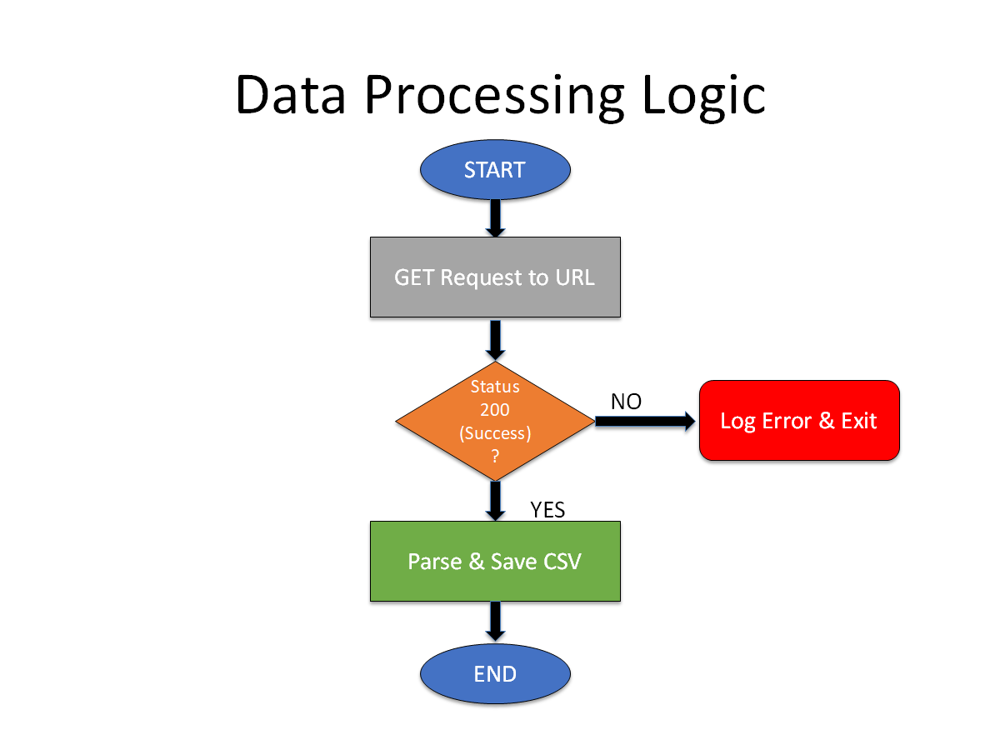 Data Processing Logic
START
GET Request to URL
Status
200
(Success)
?
NO
Log Error & Exit
YES
Parse & Save CSV
END